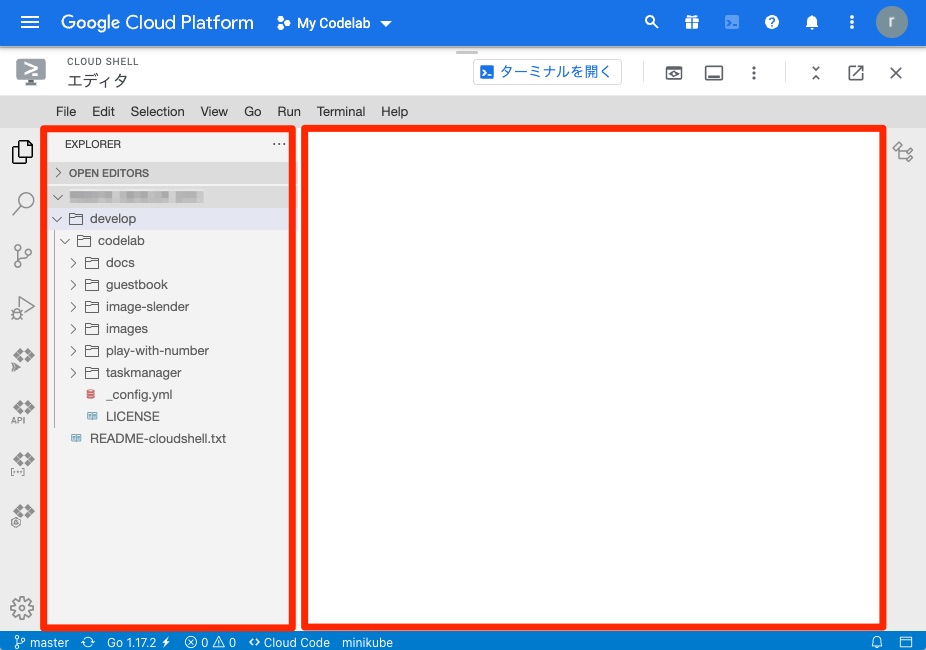 Google Cloud Platform My Codelab r
CLOUD SHELL
エディタ
ターミナルを開く
File Edit Selection View Go Run Terminal Help
EXPLORER
OPEN EDITORS
develop
codelab
docs
guestbook
image-slender
images
play-with-number
taskmanager
_config.yml
API
LICENSE
README-cloudshell.txt
master Go 1.17.2 0 0 Cloud Code minikube